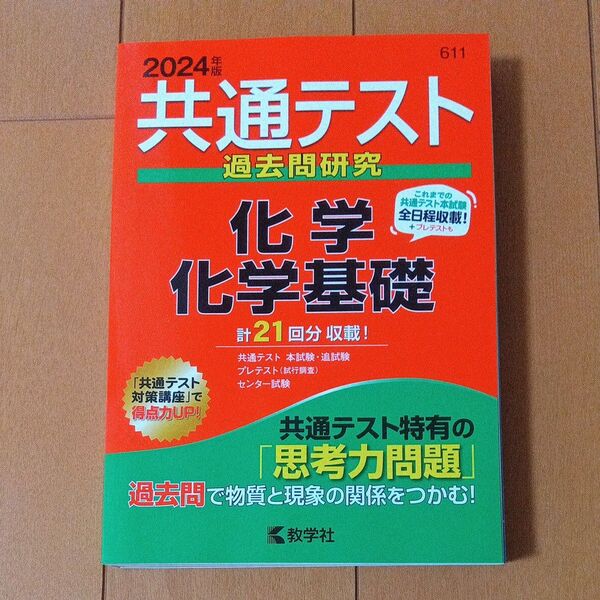 611
2024年版
共通テスト
過去問研究
これまでの
共通テスト本試験
全日程収載!
+プレテストも
化学
化学基礎
計21回分 収載!
共通テスト 本試験・追試験
プレテスト(試行調査)
センター試験
「共通テスト
対策講座」で
得点力UP!
共通テスト特有の
「思考力問題」
過去問で物質と現象の関係をつかむ!
教学社